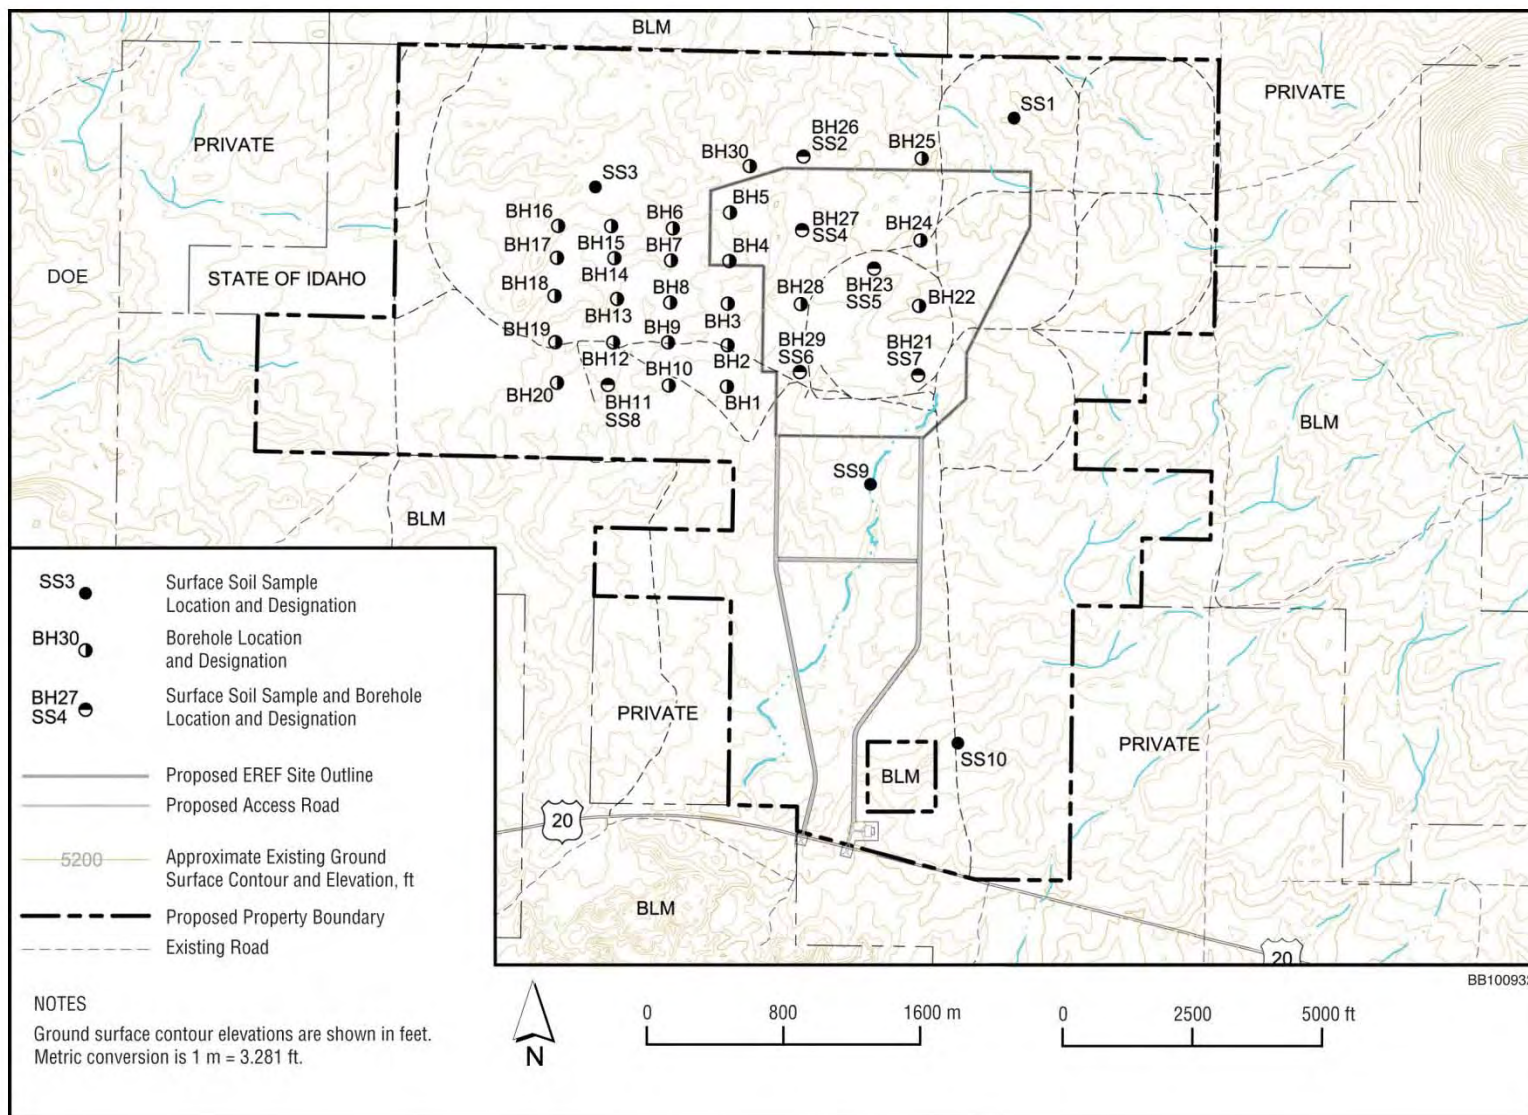 BLM
PRIVATE
PRIVATE
SS1
BH26
SS2
BH25
BH30
SS3
BH5
BH16
BH6
BH27
SS4
BH24
BH17
BH15
BH7
BH4
BH14
DOE
STATE OF IDAHO
BH18
BH8
BH28
BH23
SS5
BH22
BH13
BH3
BH19
BH9
BH29
SS6
BH21
SS7
BH12
BH2
BH20
BH11
SS8
BH10
BH1
BLM
SS9
BLM
PRIVATE
PRIVATE
BLM
SS10
20
BLM
20
SS3
Surface Soil Sample
Location and Designation
BH30
Borehole Location
and Designation
BH27
SS4
Surface Soil Sample and Borehole
Location and Designation
Proposed EREF Site Outline
Proposed Access Road
5200
Approximate Existing Ground
Surface Contour and Elevation, ft
Proposed Property Boundary
Existing Road
NOTES
Ground surface contour elevations are shown in feet.
Metric conversion is 1 m = 3.281 ft.
N
0 800 1600 m
0 2500 5000 ft